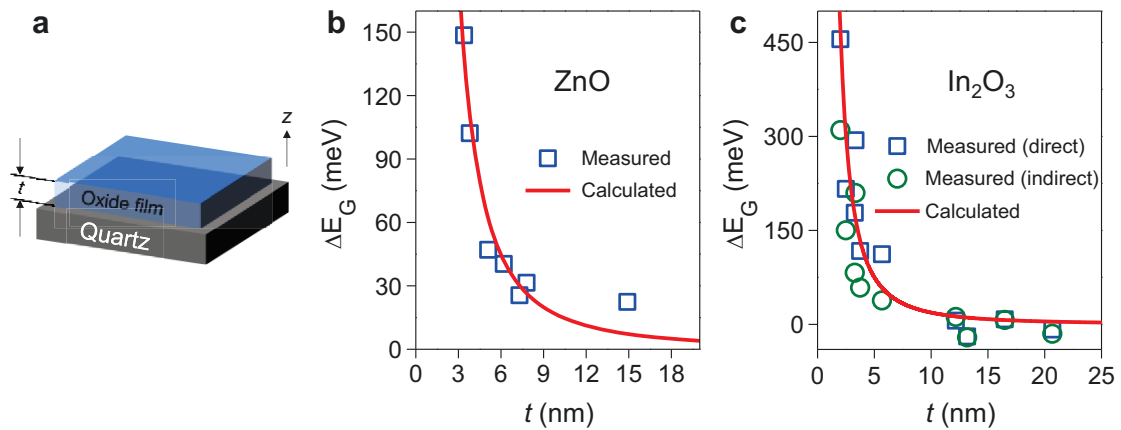 a
z
t
Oxide film
Quartz
b
ΔE_G (meV)
150
120
90
60
30
0
ZnO
Measured
Calculated
0 3 6 9 12 15 18
t (nm)
c
ΔE_G (meV)
450
300
150
0
In₂O₃
Measured (direct)
Measured (indirect)
Calculated
0 5 10 15 20 25
t (nm)